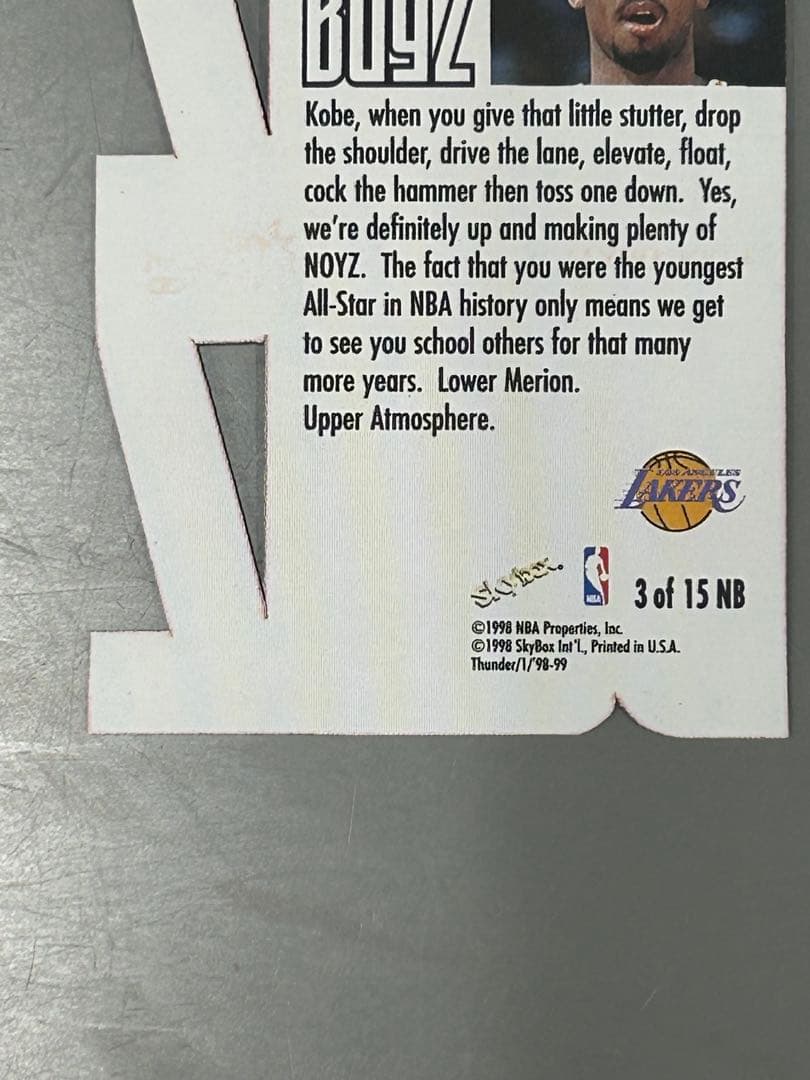 BOYZ
Kobe, when you give that little stutter, drop
the shoulder, drive the lane, elevate, float,
cock the hammer then toss one down. Yes,
we're definitely up and making plenty of
NOYZ. The fact that you were the youngest
All-Star in NBA history only means we get
to see you school others for that many
more years. Lower Merion.
Upper Atmosphere.
LOS ANGELES
LAKERS
SkyBox
NBA
3 of 15 NB
©1998 NBA Properties, Inc.
©1998 SkyBox Int'l., Printed in U.S.A.
Thunder/1/'98-99